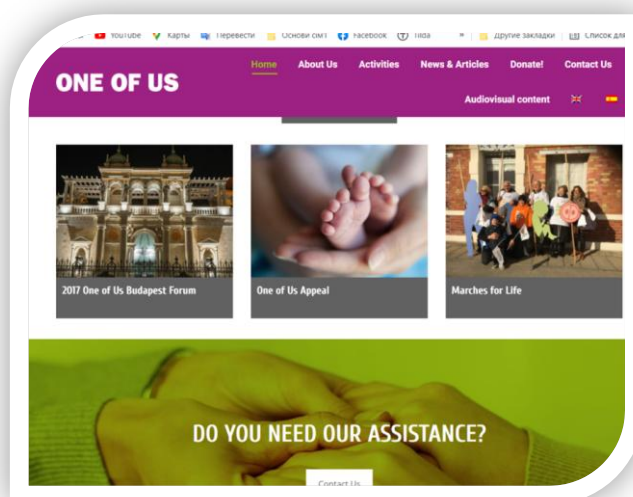 YouTube Карты Перевести Основи СІМ'Ї Facebook Tilda » Другие закладки Список для
ONE OF US
Home About Us Activities News & Articles Donate! Contact Us
Audiovisual content
2017 One of Us Budapest Forum
One of Us Appeal
Marches for Life
DO YOU NEED OUR ASSISTANCE?
Contact Us